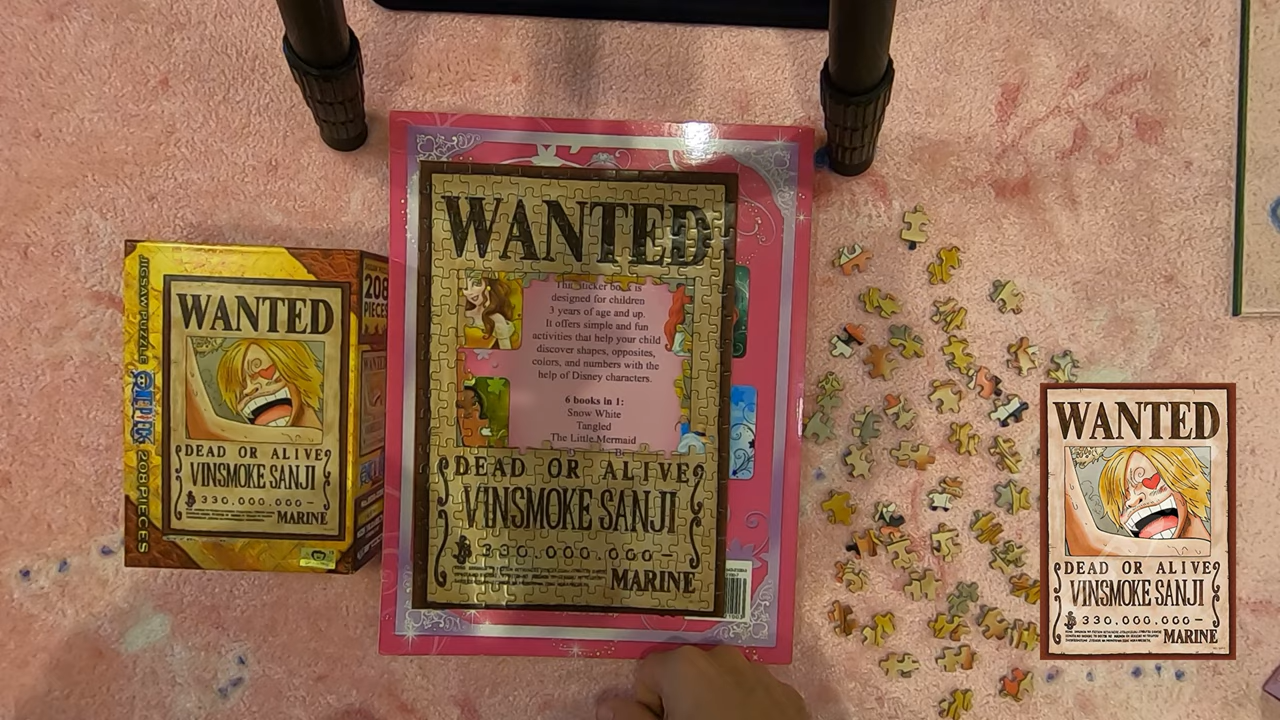 JIGSAW PUZZLE
208 PIECES
208
PIECES
WANTED
DEAD OR ALIVE
VINSMOKE SANJI
330,000,000-
MARINE
WANTED
This sticker book is
designed for children
3 years of age and up.
It offers simple and fun
activities that help your child
discover shapes, opposites,
colors, and numbers with the
help of Disney characters.
6 books in 1:
Snow White
Tangled
The Little Mermaid
DEAD OR ALIVE
VINSMOKE SANJI
330,000,000-
MARINE
WANTED
DEAD OR ALIVE
VINSMOKE SANJI
330,000,000-
MARINE